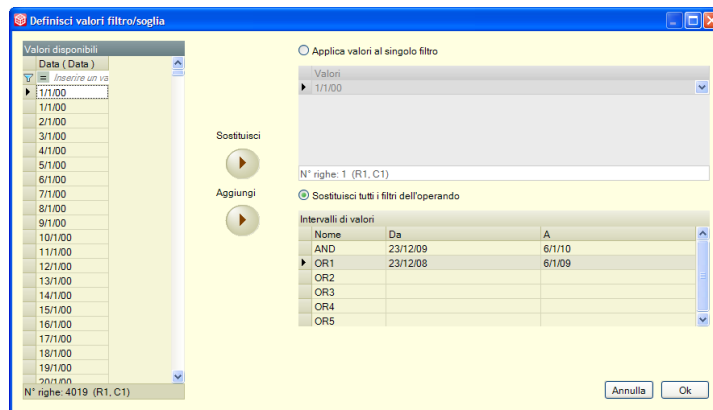 Definisci valori filtro/soglia
Valori disponibili
Data ( Data )
= Inserire un va
1/1/00
1/1/00
2/1/00
3/1/00
4/1/00
5/1/00
6/1/00
7/1/00
8/1/00
9/1/00
10/1/00
11/1/00
12/1/00
13/1/00
14/1/00
15/1/00
16/1/00
17/1/00
18/1/00
19/1/00
20/1/00
N° righe: 4019 (R1, C1)
Sostituisci
Aggiungi
Applica valori al singolo filtro
Valori
1/1/00
N° righe: 1 (R1, C1)
Sostituisci tutti i filtri dell'operando
Intervalli di valori
Nome Da A
AND 23/12/09 6/1/10
OR1 23/12/08 6/1/09
OR2
OR3
OR4
OR5
Annulla Ok